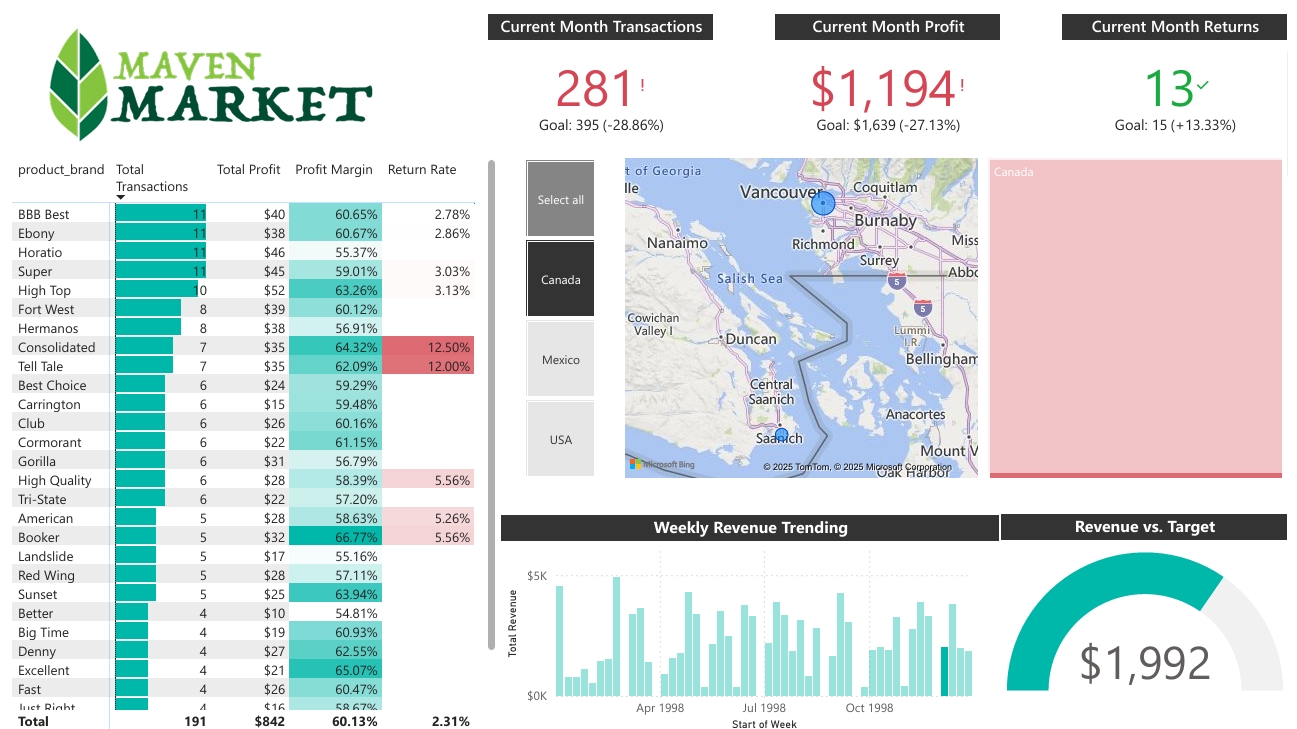 MAVEN
MARKET
Current Month Transactions
281!
Goal: 395 (-28.86%)
Current Month Profit
$1,194!
Goal: $1,639 (-27.13%)
Current Month Returns
13
Goal: 15 (+13.33%)
product_brand Total Transactions Total Profit Profit Margin Return Rate
BBB Best 11 $40 60.65% 2.78%
Ebony 11 $38 60.67% 2.86%
Horatio 11 $46 55.37%
Super 11 $45 59.01% 3.03%
High Top 10 $52 63.26% 3.13%
Fort West 8 $39 60.12%
Hermanos 8 $38 56.91%
Consolidated 7 $35 64.32% 12.50%
Tell Tale 7 $35 62.09% 12.00%
Best Choice 6 $24 59.29%
Carrington 6 $15 59.48%
Club 6 $26 60.16%
Cormorant 6 $22 61.15%
Gorilla 6 $31 56.79%
High Quality 6 $28 58.39% 5.56%
Tri-State 6 $22 57.20%
American 5 $28 58.63% 5.26%
Booker 5 $32 66.77% 5.56%
Landslide 5 $17 55.16%
Red Wing 5 $28 57.11%
Sunset 5 $25 63.94%
Better 4 $10 54.81%
Big Time 4 $19 60.93%
Denny 4 $27 62.55%
Excellent 4 $21 65.07%
Fast 4 $26 60.47%
Just Right 4 $16 58.67%
Total 191 $842 60.13% 2.31%
Select all
Canada
Mexico
USA
t of Georgia
lle
Vancouver
Coquitlam
Burnaby
Nanaimo
Richmond
Miss
Surrey
Abbo
Salish Sea
5
5
Cowichan
Valley I
Lummi
I.R.
Duncan
Bellingham
Central
Saanich
Anacortes
Saanich
Mount V
Microsoft Bing
© 2025 TomTom, © 2025 Microsoft Corporation
Oak Harbor
Canada
Weekly Revenue Trending
$5K
$0K
Total Revenue
Apr 1998 Jul 1998 Oct 1998
Start of Week
Revenue vs. Target
$1,992